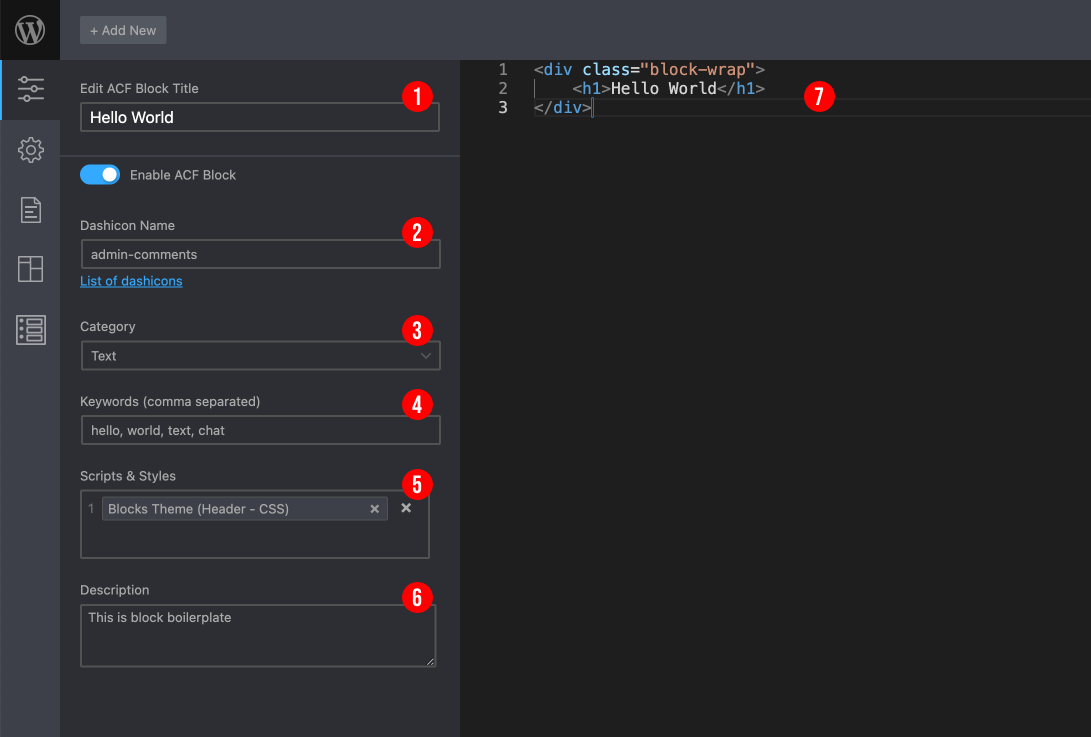 + Add New
Edit ACF Block Title
1
Hello World
Enable ACF Block
Dashicon Name
2
admin-comments
List of dashicons
Category
3
Text
Keywords (comma separated)
4
hello, world, text, chat
Scripts & Styles
5
1 Blocks Theme (Header - CSS) × ×
Description
6
This is block boilerplate
1 <div class="block-wrap">
2     <h1>Hello World</h1>
3 </div>
7